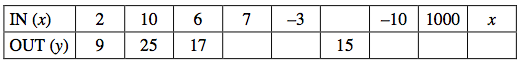 IN (x) 2 10 6 7 –3 –10 1000 x
OUT (y) 9 25 17 15